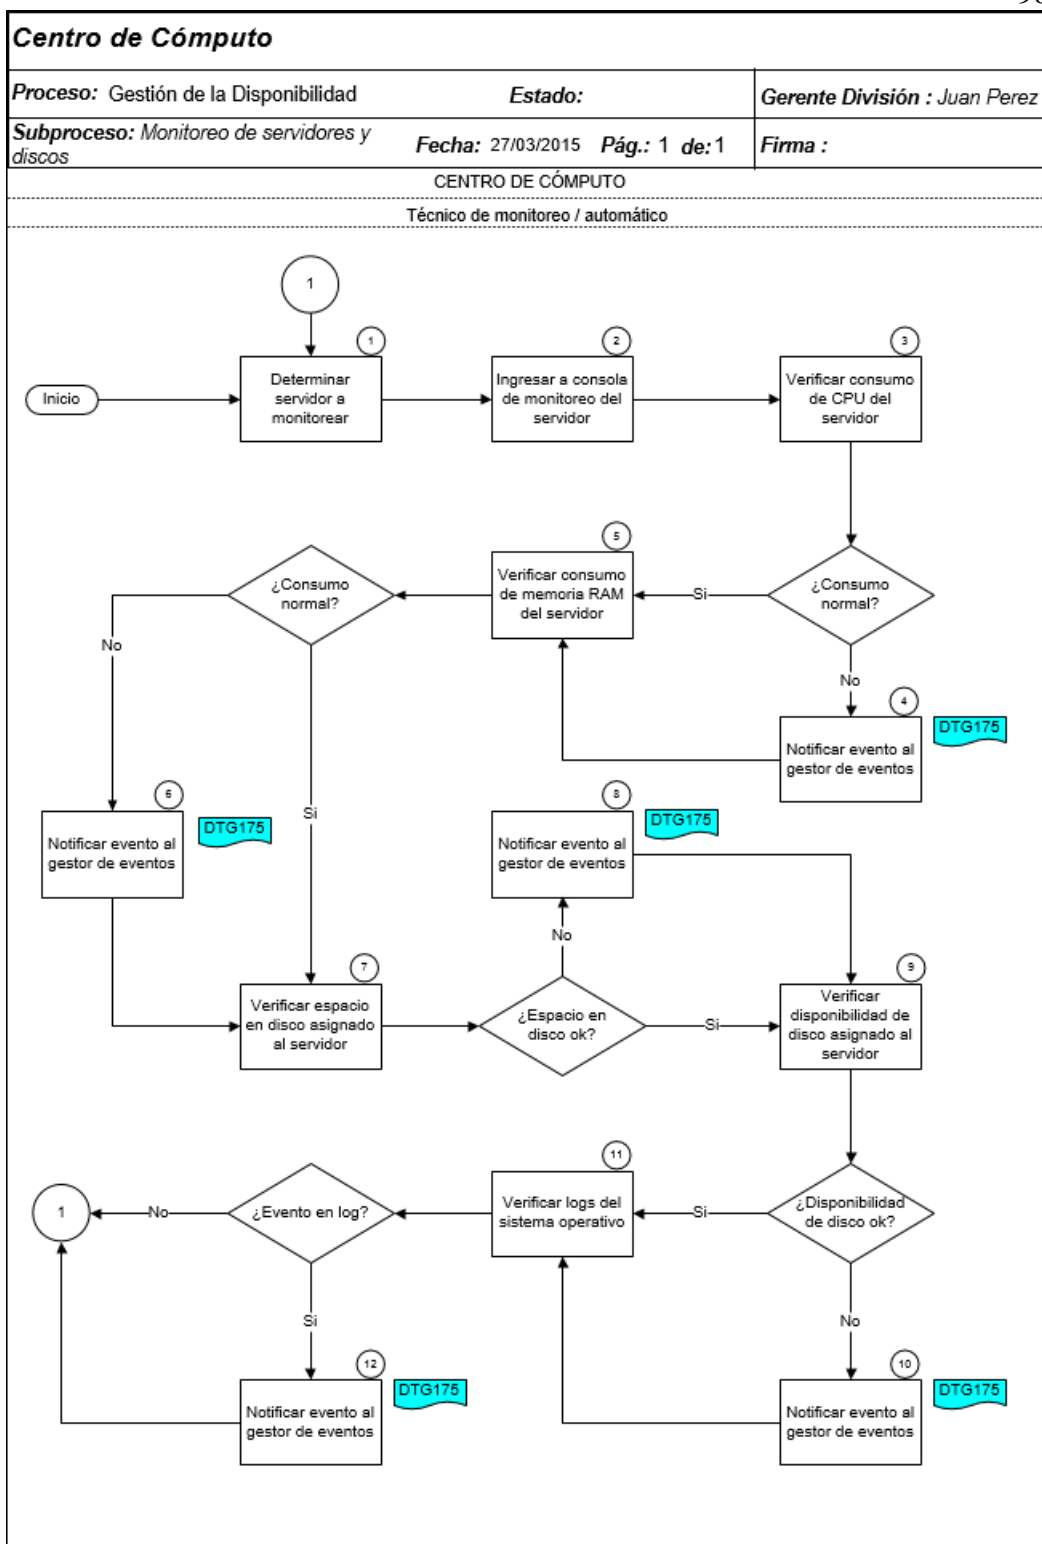 Centro de Cómputo
Proceso: Gestión de la Disponibilidad
Estado:
Gerente División : Juan Perez
Subproceso: Monitoreo de servidores y
discos
Fecha: 27/03/2015 Pág.: 1 de: 1
Firma :
CENTRO DE CÓMPUTO
Técnico de monitoreo / automático
1
1
2
3
Inicio
Determinar
servidor a
monitorear
Ingresar a consola
de monitoreo del
servidor
Verificar consumo
de CPU del
servidor
5
¿Consumo
normal?
Verificar consumo
de memoria RAM
del servidor
Si
¿Consumo
normal?
No
No
4
Notificar evento al
gestor de eventos
DTG175
6
Notificar evento al
gestor de eventos
DTG175
Si
8
Notificar evento al
gestor de eventos
DTG175
No
7
Verificar espacio
en disco asignado
al servidor
¿Espacio en
disco ok?
Si
9
Verificar
disponibilidad de
disco asignado al
servidor
11
1
No
¿Evento en log?
Verificar logs del
sistema operativo
Si
¿Disponibilidad
de disco ok?
Si
No
12
Notificar evento al
gestor de eventos
DTG175
10
Notificar evento al
gestor de eventos
DTG175